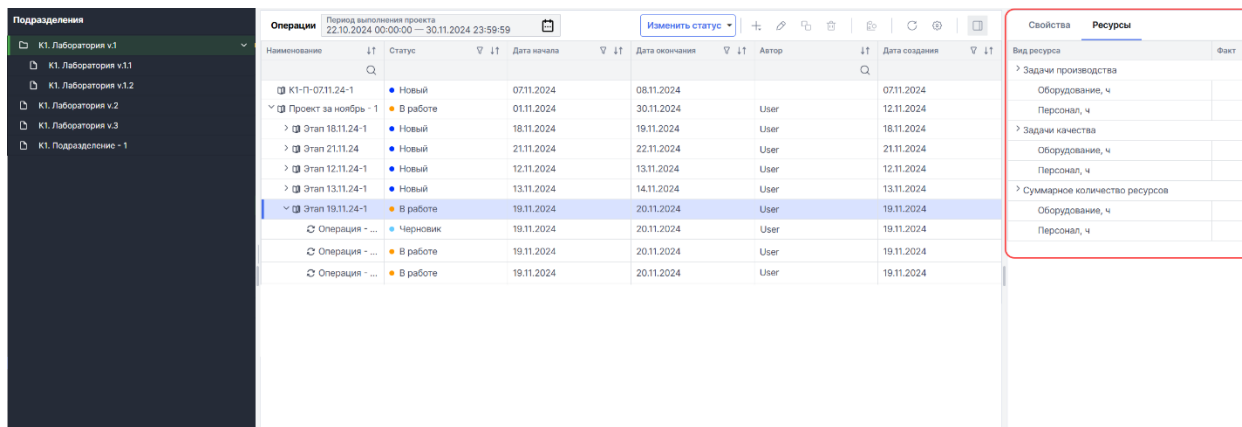 Подразделения
К1. Лаборатория v.1
К1. Лаборатория v.1.1
К1. Лаборатория v.1.2
К1. Лаборатория v.2
К1. Лаборатория v.3
К1. Подразделение - 1
Операции
Период выполнения проекта
22.10.2024 00:00:00 — 30.11.2024 23:59:59
Изменить статус
Наименование Статус Дата начала Дата окончания Автор Дата создания
К1-П-07.11.24-1 Новый 07.11.2024 08.11.2024 07.11.2024
Проект за ноябрь - 1 В работе 01.11.2024 30.11.2024 User 12.11.2024
Этап 18.11.24-1 Новый 18.11.2024 19.11.2024 User 18.11.2024
Этап 21.11.24 Новый 21.11.2024 22.11.2024 User 21.11.2024
Этап 12.11.24-1 Новый 12.11.2024 13.11.2024 User 12.11.2024
Этап 13.11.24-1 Новый 13.11.2024 14.11.2024 User 13.11.2024
Этап 19.11.24-1 В работе 19.11.2024 20.11.2024 User 19.11.2024
Операция - ... Черновик 19.11.2024 20.11.2024 User 19.11.2024
Операция - ... В работе 19.11.2024 20.11.2024 User 19.11.2024
Операция - ... В работе 19.11.2024 20.11.2024 User 19.11.2024
Свойства Ресурсы
Вид ресурса Факт
Задачи производства
Оборудование, ч
Персонал, ч
Задачи качества
Оборудование, ч
Персонал, ч
Суммарное количество ресурсов
Оборудование, ч
Персонал, ч